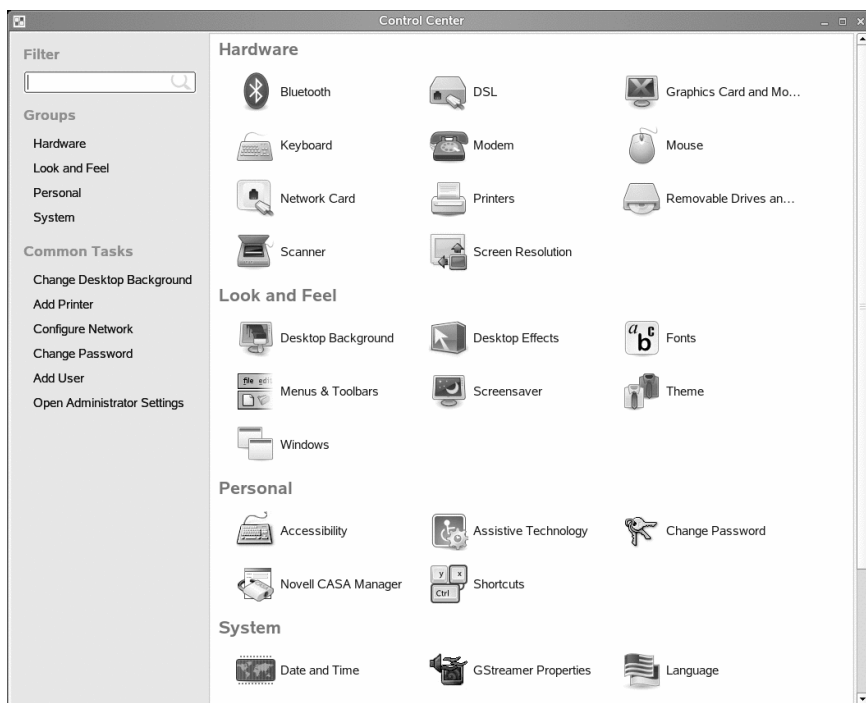 Control Center
Filter
Groups
Hardware
Look and Feel
Personal
System
Common Tasks
Change Desktop Background
Add Printer
Configure Network
Change Password
Add User
Open Administrator Settings
Hardware
Bluetooth
DSL
Graphics Card and Mo...
Keyboard
Modem
Mouse
Network Card
Printers
Removable Drives an...
Scanner
Screen Resolution
Look and Feel
Desktop Background
Desktop Effects
a b c
Fonts
file edit
Menus & Toolbars
Screensaver
Theme
Windows
Personal
Accessibility
Assistive Technology
Change Password
Novell CASA Manager
y x
Ctrl
Shortcuts
System
Date and Time
GStreamer Properties
Language